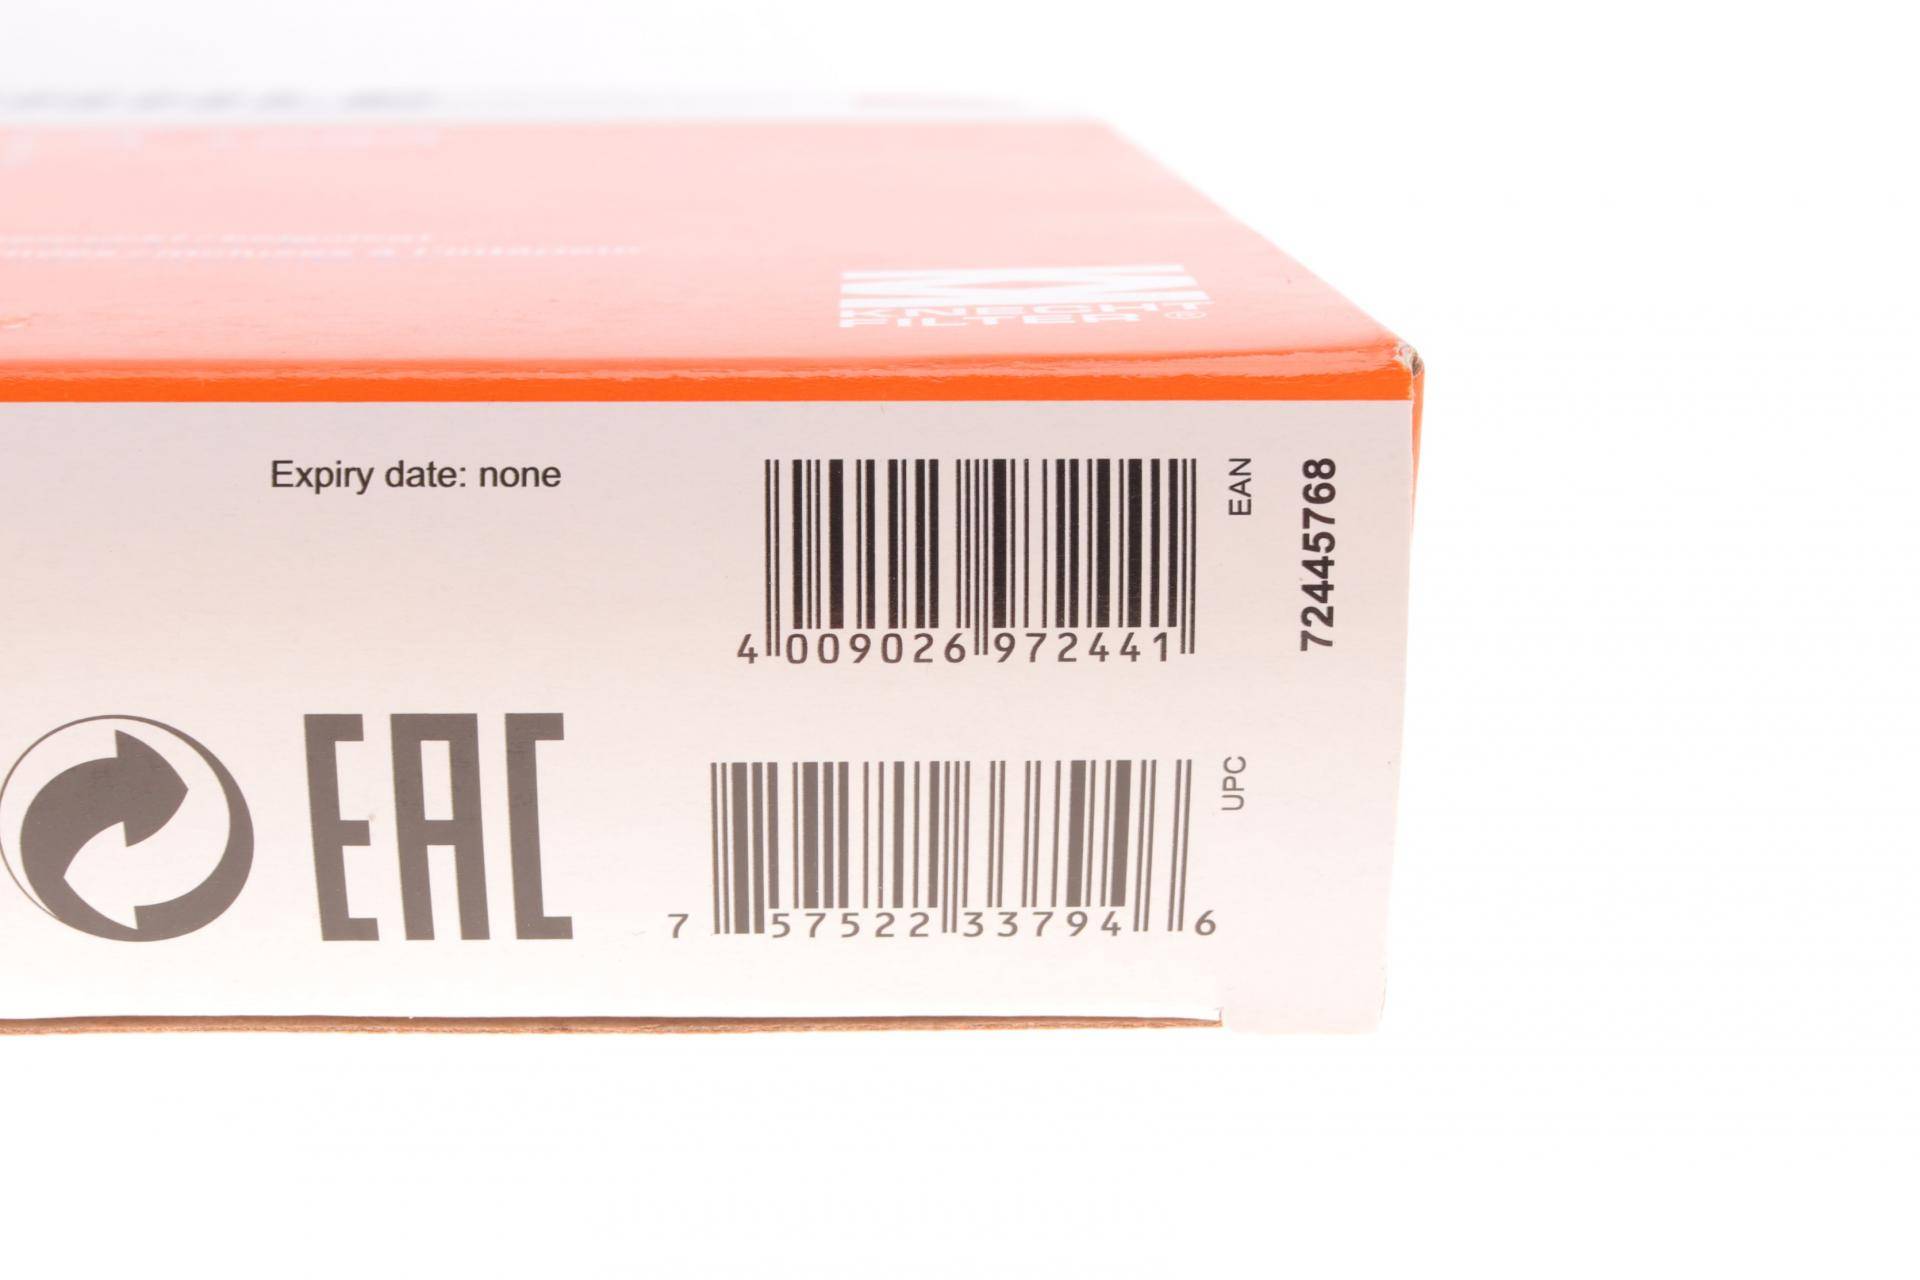 KNECHT
FILTER ®
Expiry date: none
EAN
4 009026 972441
72445768
EAC
UPC
7 57522 33794 6